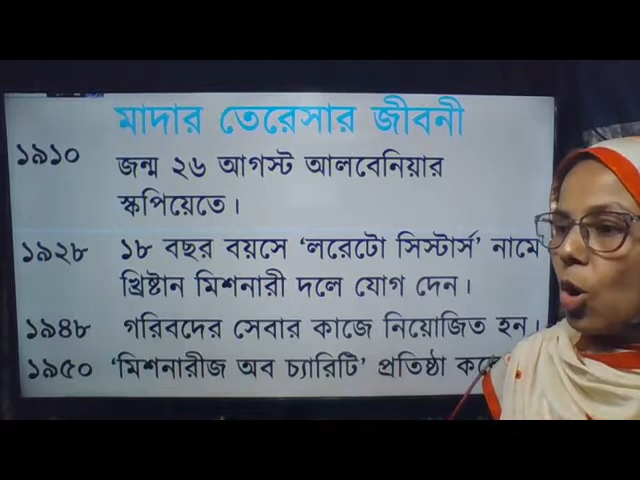 মাদার তেরেসার জীবনী
১৯১০ জন্ম ২৬ আগস্ট আলবেনিয়ার
স্কপিয়েতে।
১৯২৮ ১৮ বছর বয়সে ‘লরেটো সিস্টার্স’ নামে
খ্রিষ্টান মিশনারী দলে যোগ দেন।
১৯৪৮ গরিবদের সেবার কাজে নিয়োজিত হন।
১৯৫০ ‘মিশনারীজ অব চ্যারিটি’ প্রতিষ্ঠা